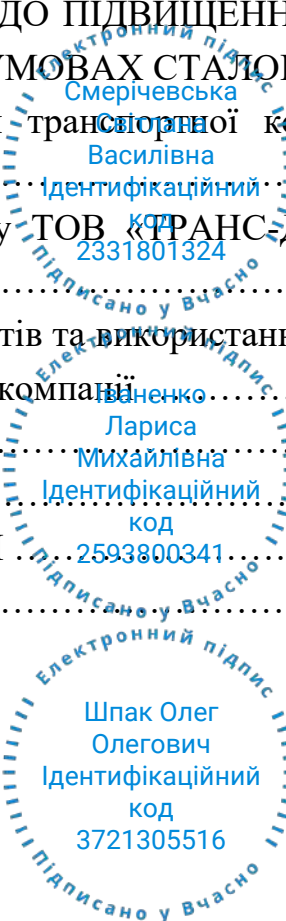 ДО ПІДВИЩЕНН
УМОВАХ СТАЛО
транспортної к
у ТОВ «ТРАНС-Д
тів та використанн
компанії
Електронний підпис
Смерічевська
Світлана
Василівна
Ідентифікаційний
код
2331801324
Підписано у Вчасно
Електронний підпис
Іваненко
Лариса
Михайлівна
Ідентифікаційний
код
2593800341
Підписано у Вчасно
Електронний підпис
Шпак Олег
Олегович
Ідентифікаційний
код
3721305516
Підписано у Вчасно